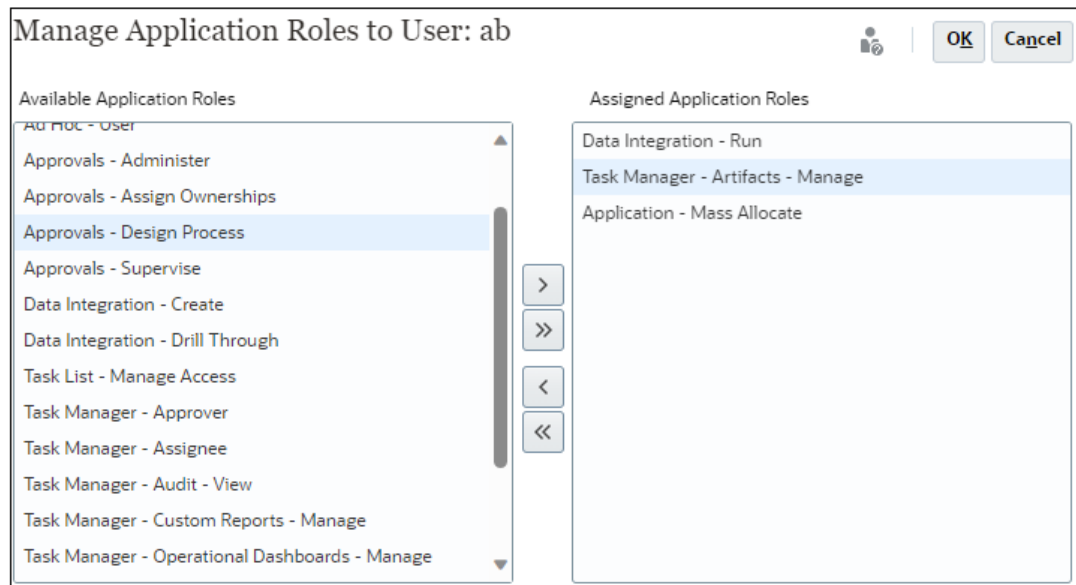 Manage Application Roles to User: ab
OK
Cancel
Available Application Roles
Ad Hoc - User
Approvals - Administer
Approvals - Assign Ownerships
Approvals - Design Process
Approvals - Supervise
Data Integration - Create
Data Integration - Drill Through
Task List - Manage Access
Task Manager - Approver
Task Manager - Assignee
Task Manager - Audit - View
Task Manager - Custom Reports - Manage
Task Manager - Operational Dashboards - Manage
Assigned Application Roles
Data Integration - Run
Task Manager - Artifacts - Manage
Application - Mass Allocate